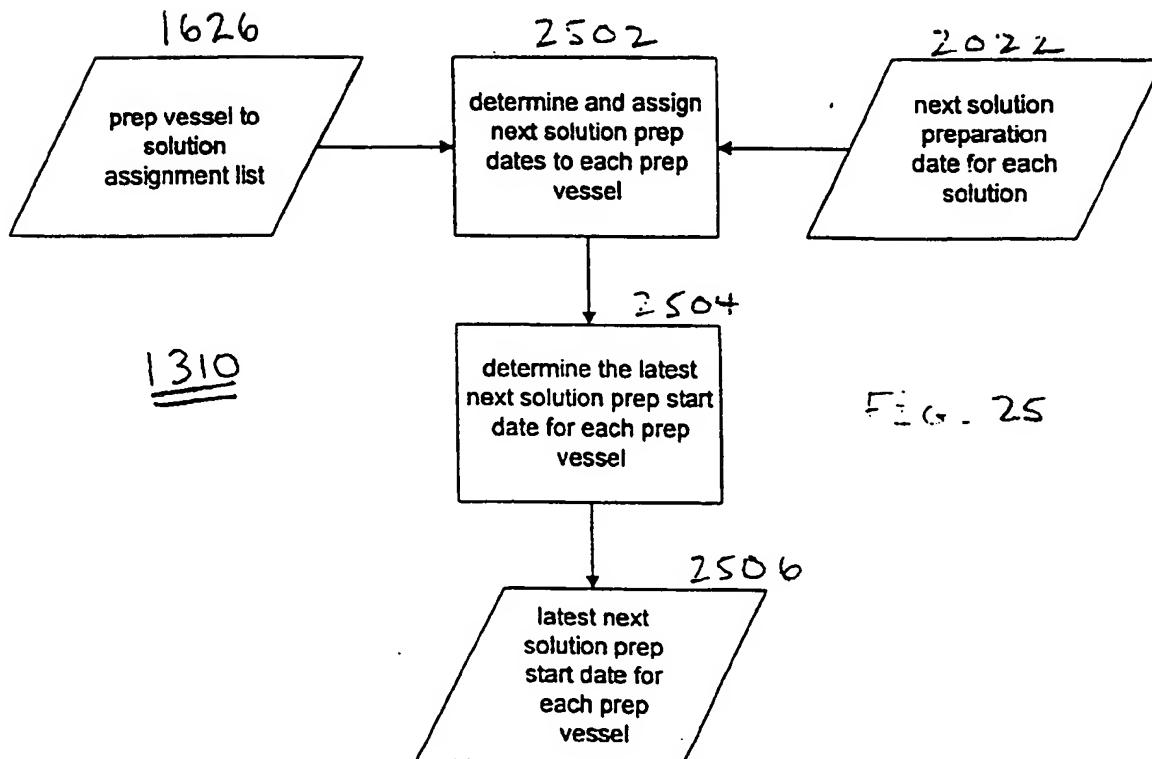 1626
2502
2022
prep vessel to
solution
assignment list
determine and assign
next solution prep
dates to each prep
vessel
next solution
preparation
date for each
solution
2504
1310
determine the latest
next solution prep start
date for each prep
vessel
FIG. 25
2506
latest next
solution prep
start date for
each prep
vessel